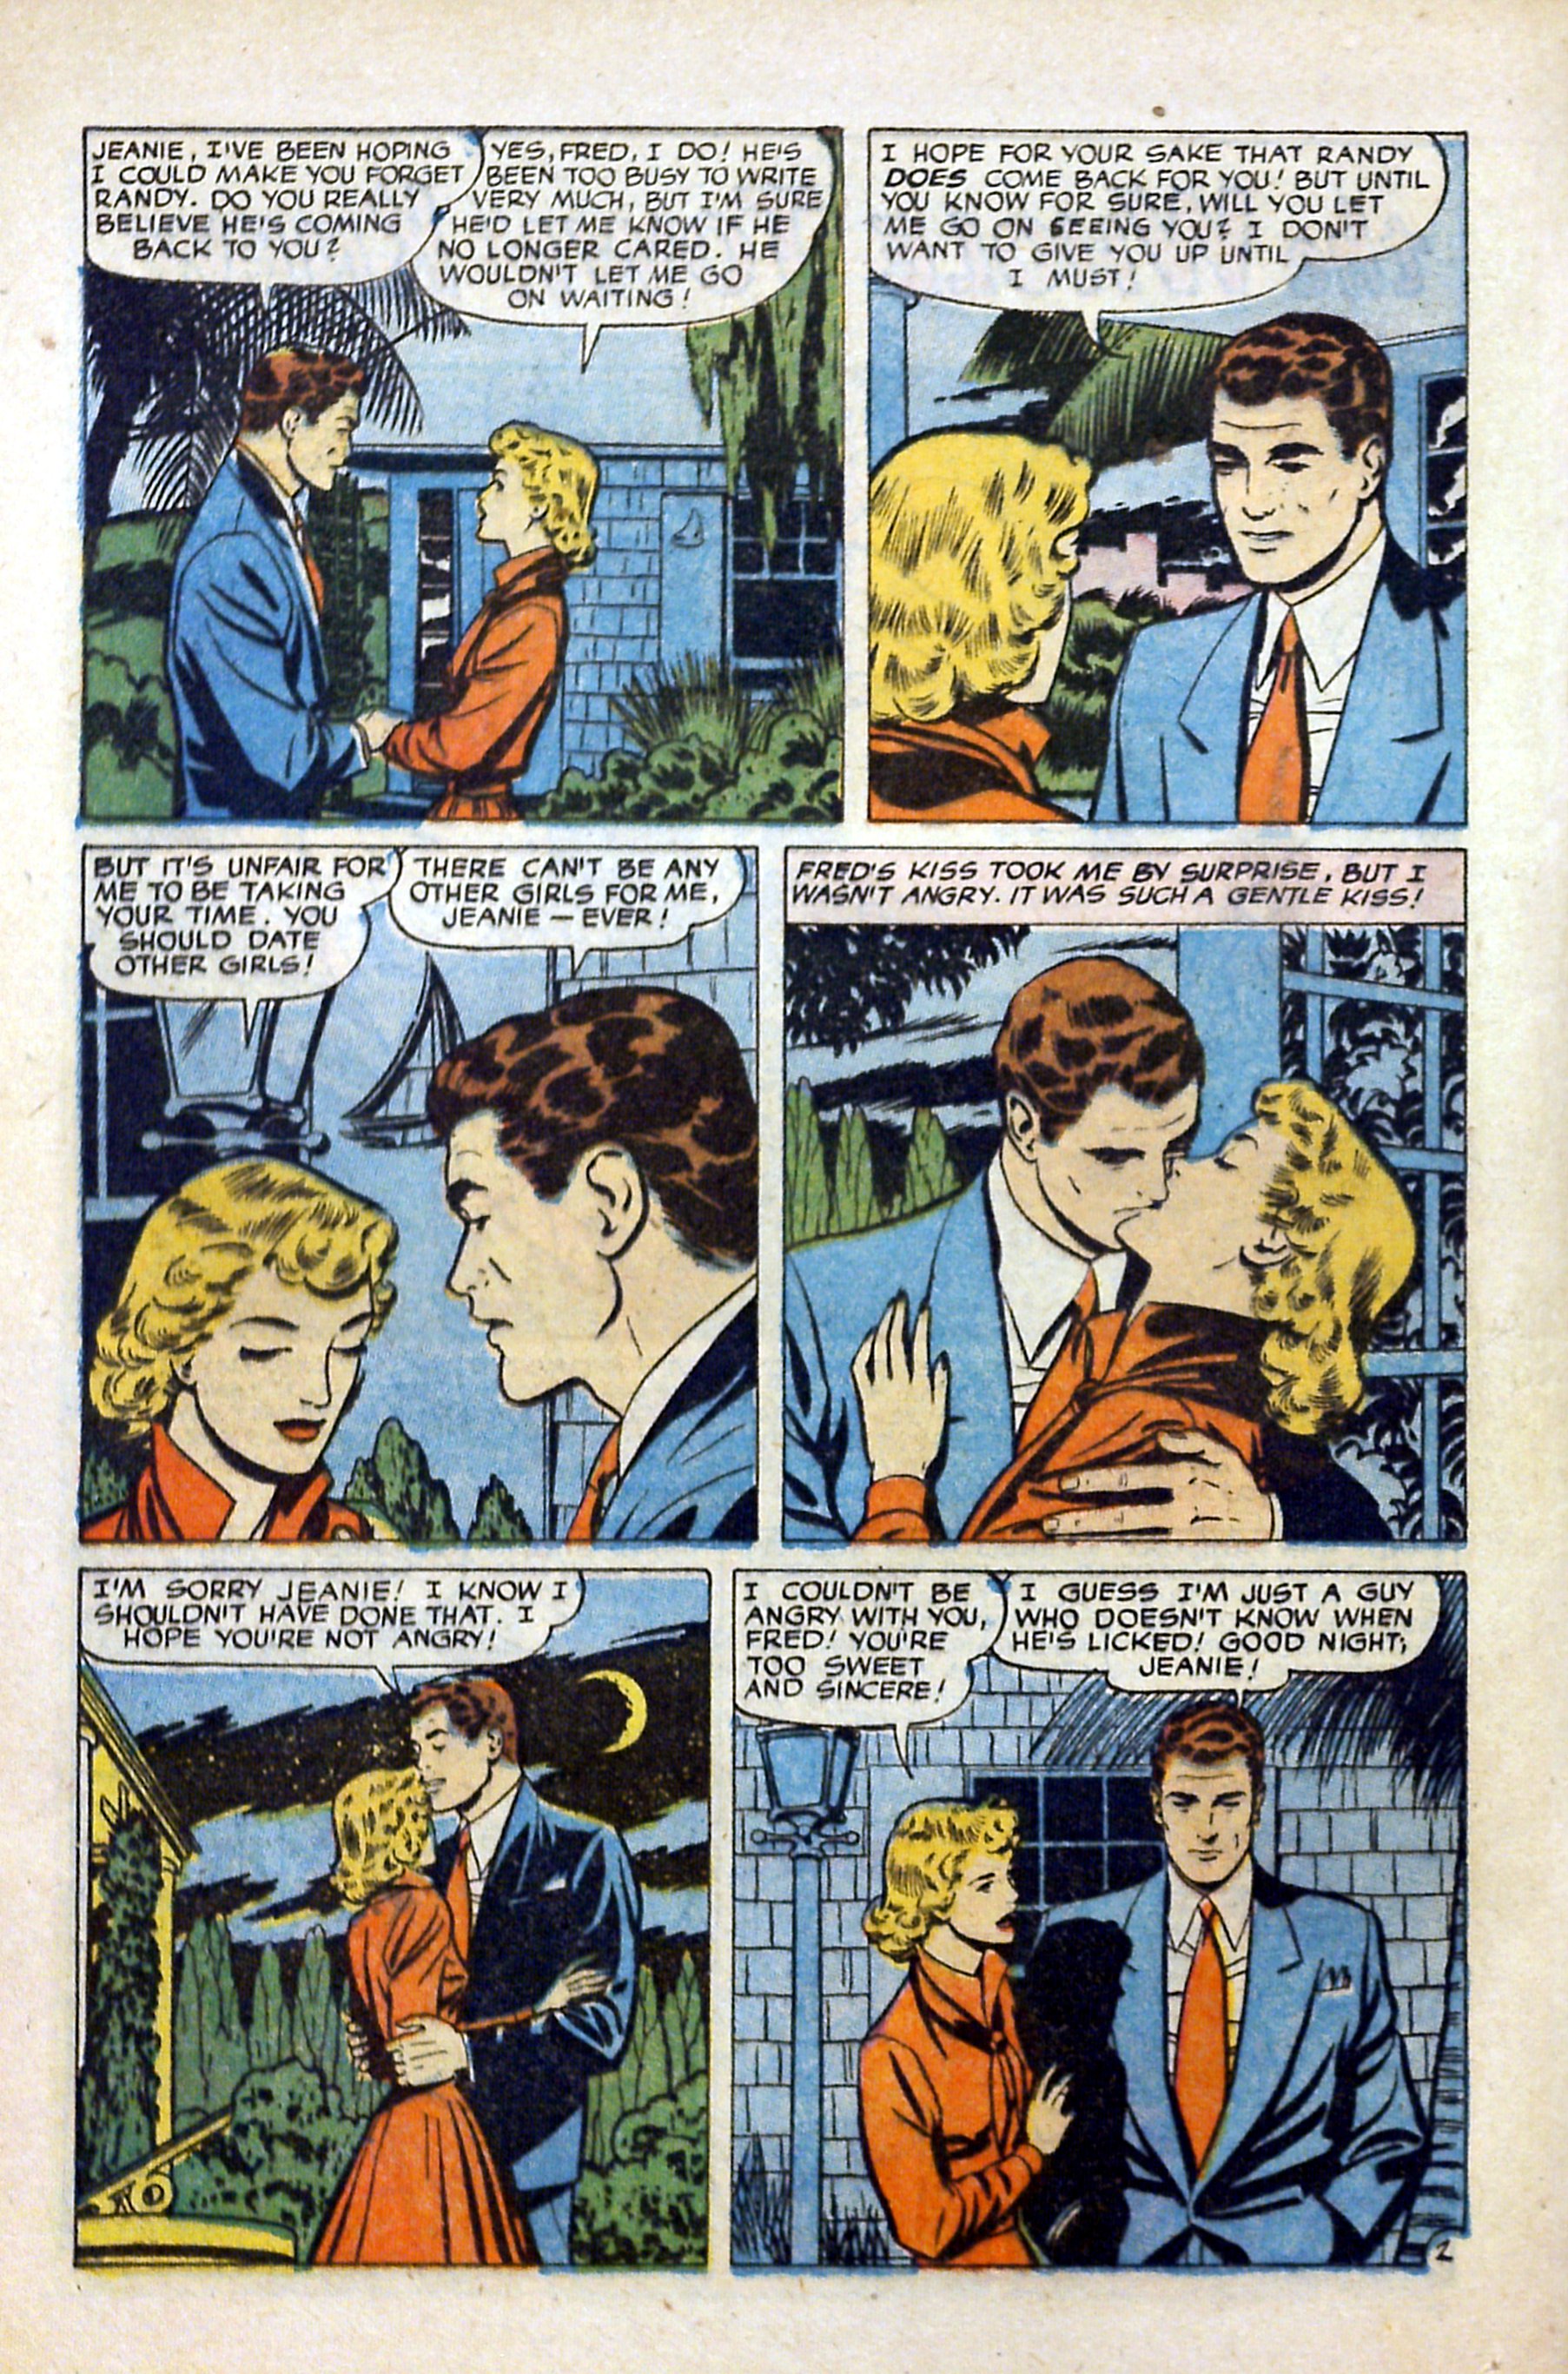 JEANIE, I'VE BEEN HOPING
I COULD MAKE YOU FORGET
RANDY. DO YOU REALLY
BELIEVE HE'S COMING
BACK TO YOU?
YES, FRED, I DO! HE'S
BEEN TOO BUSY TO WRITE
VERY MUCH, BUT I'M SURE
HE'D LET ME KNOW IF HE
NO LONGER CARED. HE
WOULDN'T LET ME GO
ON WAITING!
I HOPE FOR YOUR SAKE THAT RANDY
DOES COME BACK FOR YOU! BUT UNTIL
YOU KNOW FOR SURE, WILL YOU LET
ME GO ON SEEING YOU? I DON'T
WANT TO GIVE YOU UP UNTIL
I MUST!
BUT IT'S UNFAIR FOR
ME TO BE TAKING
YOUR TIME. YOU
SHOULD DATE
OTHER GIRLS!
THERE CAN'T BE ANY
OTHER GIRLS FOR ME,
JEANIE — EVER!
FRED'S KISS TOOK ME BY SURPRISE, BUT I
WASN'T ANGRY. IT WAS SUCH A GENTLE KISS!
I'M SORRY JEANIE! I KNOW I
SHOULDN'T HAVE DONE THAT. I
HOPE YOU'RE NOT ANGRY!
I COULDN'T BE
ANGRY WITH YOU,
FRED! YOU'RE
TOO SWEET
AND SINCERE!
I GUESS I'M JUST A GUY
WHO DOESN'T KNOW WHEN
HE'S LICKED! GOOD NIGHT,
JEANIE!
2